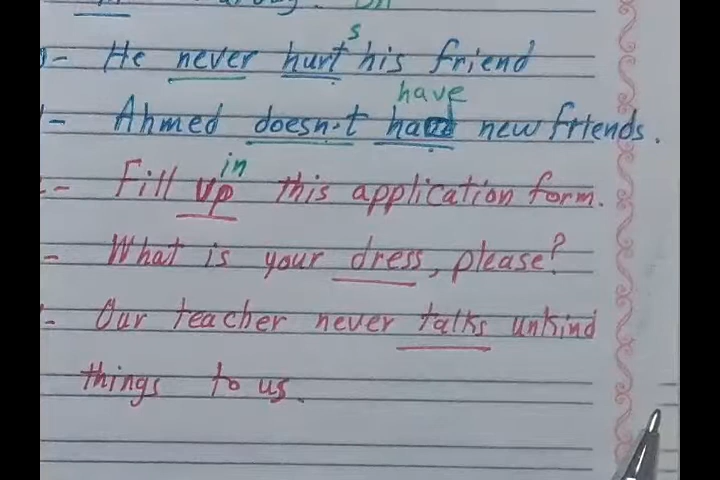 s
- He never hurt his friend
have
- Ahmed doesn't had new friends.
in
- Fill up this application form.
- What is your dress, please?
- Our teacher never talks unkind
things to us.